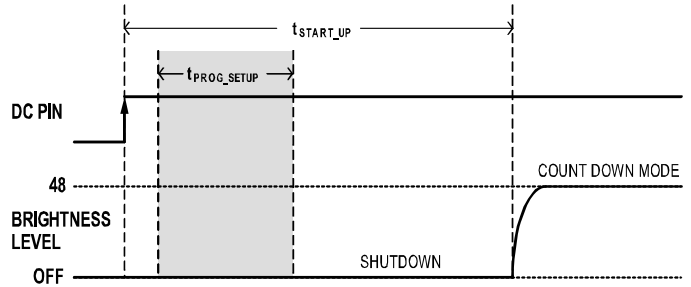 tSTART_UP
tPROG_SETUP
DC PIN
48
COUNT DOWN MODE
BRIGHTNESS
LEVEL
SHUTDOWN
OFF